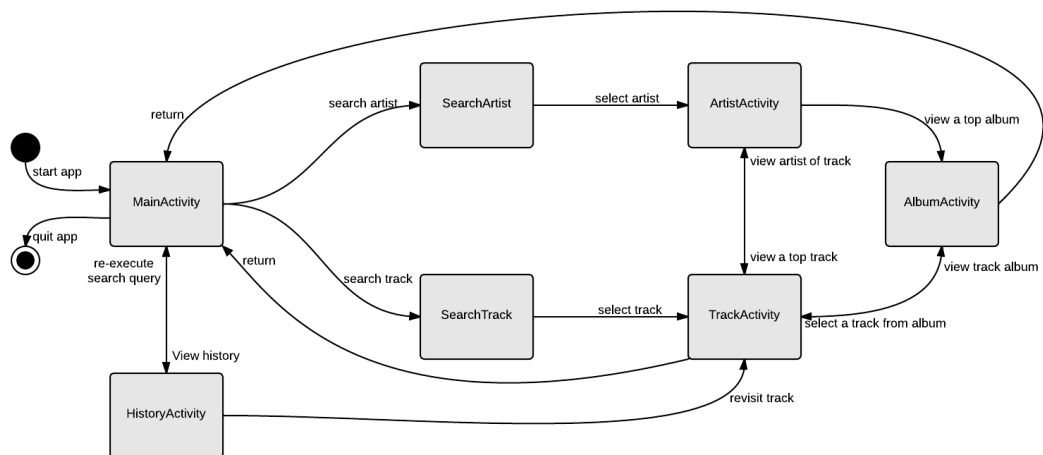 return
search artist
SearchArtist
select artist
ArtistActivity
view a top album
start app
MainActivity
view artist of track
AlbumActivity
quit app
re-execute
search query
return
search track
view a top track
view track album
SearchTrack
select track
TrackActivity
select a track from album
View history
HistoryActivity
revisit track